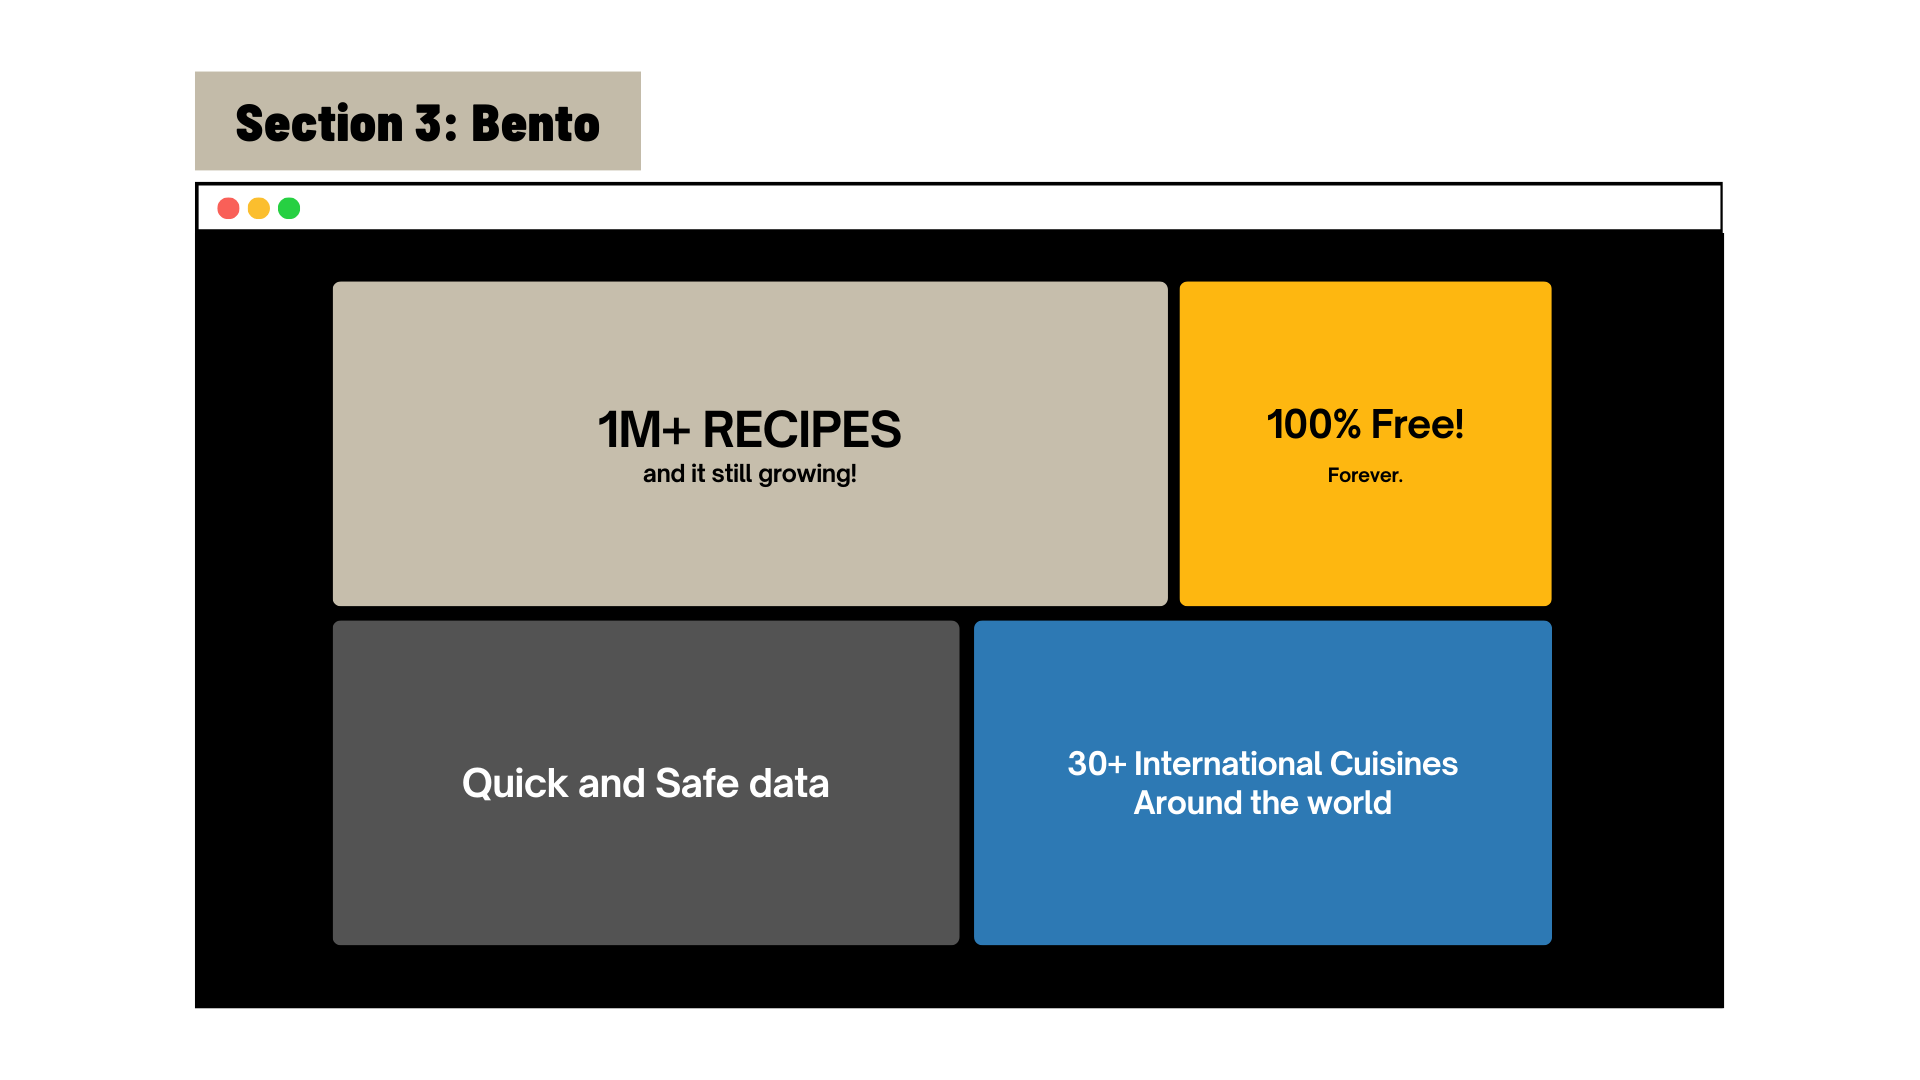 Section 3: Bento
1M+ RECIPES
and it still growing!
100% Free!
Forever.
Quick and Safe data
30+ International Cuisines
Around the world